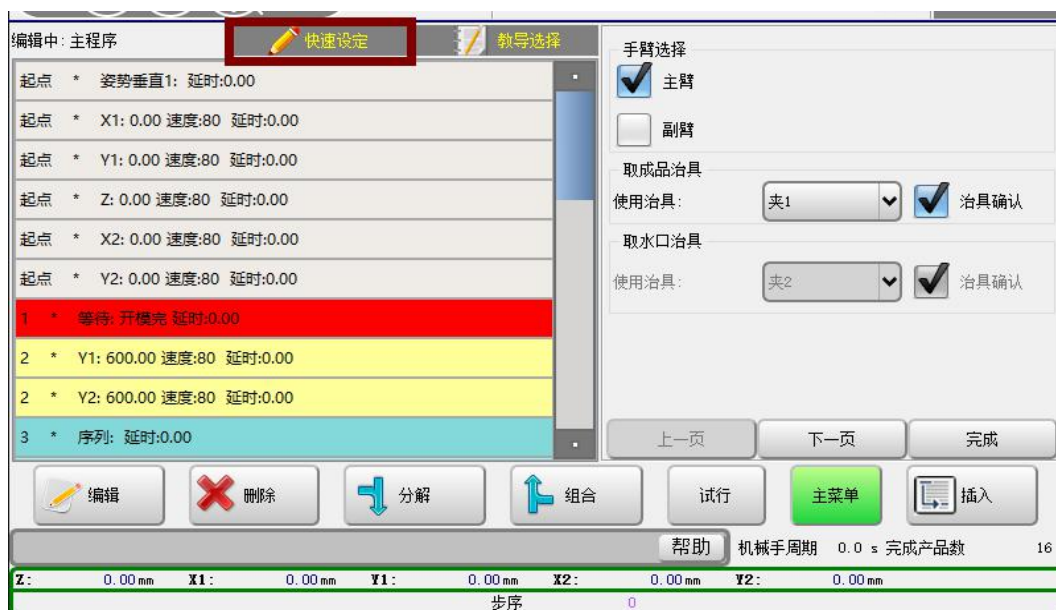 编辑中:主程序 快速设定 教导选择
起点 * 姿势垂直1: 延时:0.00
起点 * X1: 0.00 速度:80 延时:0.00
起点 * Y1: 0.00 速度:80 延时:0.00
起点 * Z: 0.00 速度:80 延时:0.00
起点 * X2: 0.00 速度:80 延时:0.00
起点 * Y2: 0.00 速度:80 延时:0.00
1 * 等待: 开模完 延时:0.00
2 * Y1: 600.00 速度:80 延时:0.00
2 * Y2: 600.00 速度:80 延时:0.00
3 * 序列: 延时:0.00
手臂选择
主臂
副臂
取成品治具
使用治具: 夹1 治具确认
取水口治具
使用治具: 夹2 治具确认
上一页 下一页 完成
编辑 删除 分解 组合 试行 主菜单 插入
帮助 机械手周期 0.0 s 完成产品数 16
Z: 0.00mm X1: 0.00mm Y1: 0.00mm X2: 0.00mm Y2: 0.00mm
步序 0